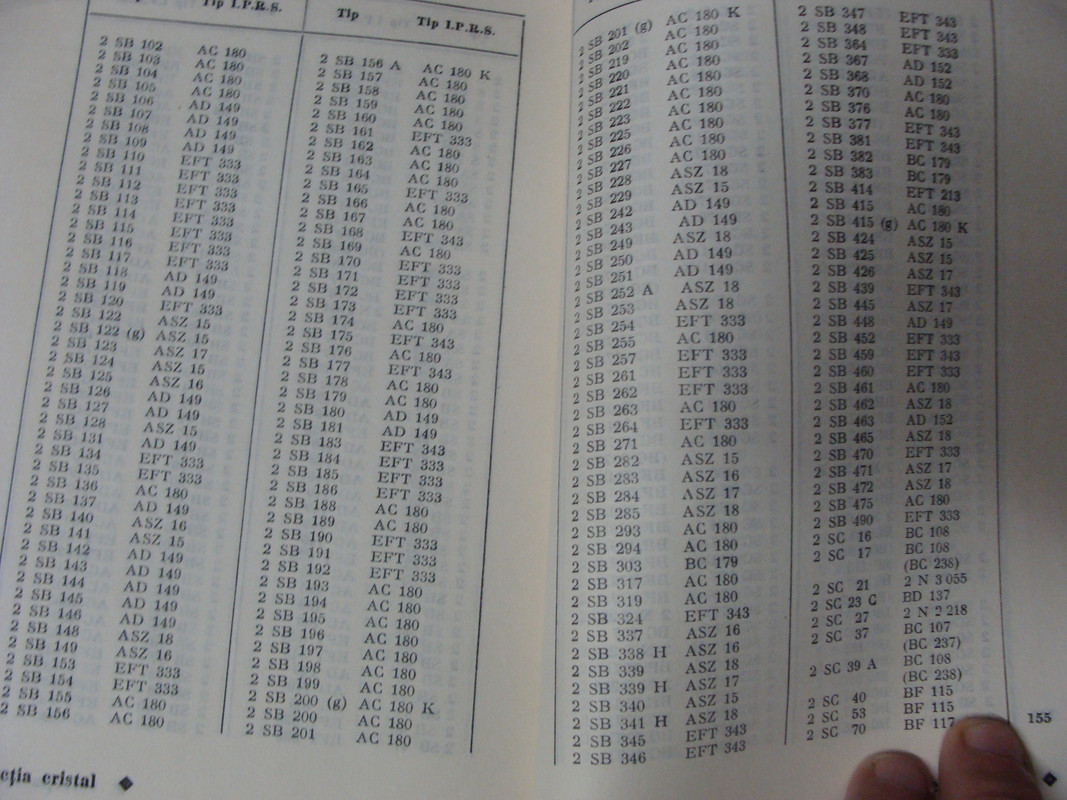 Tip I.P.R.S.
2 SB 102 AC 180
2 SB 103 AC 180
2 SB 104 AC 180
2 SB 105 AC 180
2 SB 106 AD 149
2 SB 107 AD 149
2 SB 108 AD 149
2 SB 109 AD 149
2 SB 110 EFT 333
2 SB 111 EFT 333
2 SB 112 EFT 333
2 SB 113 EFT 333
2 SB 114 EFT 333
2 SB 115 EFT 333
2 SB 116 EFT 333
2 SB 117 EFT 333
2 SB 118 AD 149
2 SB 119 AD 149
2 SB 120 EFT 333
2 SB 122 ASZ 15
2 SB 122 (g) ASZ 15
2 SB 123 ASZ 17
2 SB 124 ASZ 15
2 SB 125 ASZ 16
2 SB 126 AD 149
2 SB 127 AD 149
2 SB 128 ASZ 15
2 SB 131 AD 149
2 SB 134 EFT 333
2 SB 135 EFT 333
2 SB 136 AC 180
2 SB 137 AD 149
2 SB 140 ASZ 16
2 SB 141 ASZ 15
2 SB 142 AD 149
2 SB 143 AD 149
2 SB 144 AD 149
2 SB 145 AD 149
2 SB 146 AD 149
2 SB 148 ASZ 18
2 SB 149 ASZ 16
2 SB 153 EFT 333
2 SB 154 EFT 333
2 SB 155 AC 180
2 SB 156 AC 180
Tip Tip I.P.R.S.
2 SB 156 A AC 180 K
2 SB 157 AC 180
2 SB 158 AC 180
2 SB 159 AC 180
2 SB 160 AC 180
2 SB 161 EFT 333
2 SB 162 AC 180
2 SB 163 AC 180
2 SB 164 AC 180
2 SB 165 EFT 333
2 SB 166 AC 180
2 SB 167 AC 180
2 SB 168 EFT 343
2 SB 169 AC 180
2 SB 170 EFT 333
2 SB 171 EFT 333
2 SB 172 EFT 333
2 SB 173 EFT 333
2 SB 174 AC 180
2 SB 175 EFT 343
2 SB 176 AC 180
2 SB 177 EFT 343
2 SB 178 AC 180
2 SB 179 AC 180
2 SB 180 AD 149
2 SB 181 AD 149
2 SB 183 EFT 343
2 SB 184 EFT 333
2 SB 185 EFT 333
2 SB 186 EFT 333
2 SB 188 AC 180
2 SB 189 AC 180
2 SB 190 EFT 333
2 SB 191 EFT 333
2 SB 192 EFT 333
2 SB 193 AC 180
2 SB 194 AC 180
2 SB 195 AC 180
2 SB 196 AC 180
2 SB 197 AC 180
2 SB 198 AC 180
2 SB 199 AC 180
2 SB 200 (g) AC 180 K
2 SB 200 AC 180
2 SB 201 AC 180
cția cristal ◆
2 SB 201 (g) AC 180 K
2 SB 202 AC 180
2 SB 219 AC 180
2 SB 220 AC 180
2 SB 221 AC 180
2 SB 222 AC 180
2 SB 223 AC 180
2 SB 225 AC 180
2 SB 226 AC 180
2 SB 227 AC 180
2 SB 228 ASZ 18
2 SB 229 ASZ 15
2 SB 242 AD 149
2 SB 243 AD 149
2 SB 249 ASZ 18
2 SB 250 AD 149
2 SB 251 AD 149
2 SB 252 A ASZ 18
2 SB 253 ASZ 18
2 SB 254 EFT 333
2 SB 255 AC 180
2 SB 257 EFT 333
2 SB 261 EFT 333
2 SB 262 EFT 333
2 SB 263 AC 180
2 SB 264 EFT 333
2 SB 271 AC 180
2 SB 282 ASZ 15
2 SB 283 ASZ 16
2 SB 284 ASZ 17
2 SB 285 ASZ 18
2 SB 293 AC 180
2 SB 294 AC 180
2 SB 303 BC 179
2 SB 317 AC 180
2 SB 319 AC 180
2 SB 324 EFT 343
2 SB 337 ASZ 16
2 SB 338 H ASZ 16
2 SB 339 ASZ 18
2 SB 339 H ASZ 17
2 SB 340 ASZ 15
2 SB 341 H ASZ 18
2 SB 345 EFT 343
2 SB 346 EFT 343
2 SB 347 EFT 343
2 SB 348 EFT 343
2 SB 364 EFT 333
2 SB 367 AD 152
2 SB 368 AD 152
2 SB 370 AC 180
2 SB 376 AC 180
2 SB 377 EFT 343
2 SB 381 EFT 343
2 SB 382 BC 179
2 SB 383 BC 179
2 SB 414 EFT 213
2 SB 415 AC 180
2 SB 415 (g) AC 180 K
2 SB 424 ASZ 15
2 SB 425 ASZ 15
2 SB 426 ASZ 17
2 SB 439 EFT 343
2 SB 445 ASZ 17
2 SB 448 AD 149
2 SB 452 EFT 333
2 SB 459 EFT 343
2 SB 460 EFT 333
2 SB 461 AC 180
2 SB 462 ASZ 18
2 SB 463 AD 152
2 SB 465 ASZ 18
2 SB 470 EFT 333
2 SB 471 ASZ 17
2 SB 472 ASZ 18
2 SB 475 AC 180
2 SB 490 EFT 333
2 SC 16 BC 108
2 SC 17 BC 108
(BC 238)
2 SC 21 2 N 3055
2 SC 23 C BD 137
2 SC 27 2 N 2218
2 SC 37 BC 107
(BC 237)
2 SC 39 A BC 108
(BC 238)
2 SC 40 BF 115
2 SC 53 BF 115
2 SC 70 BF 117
155
◆